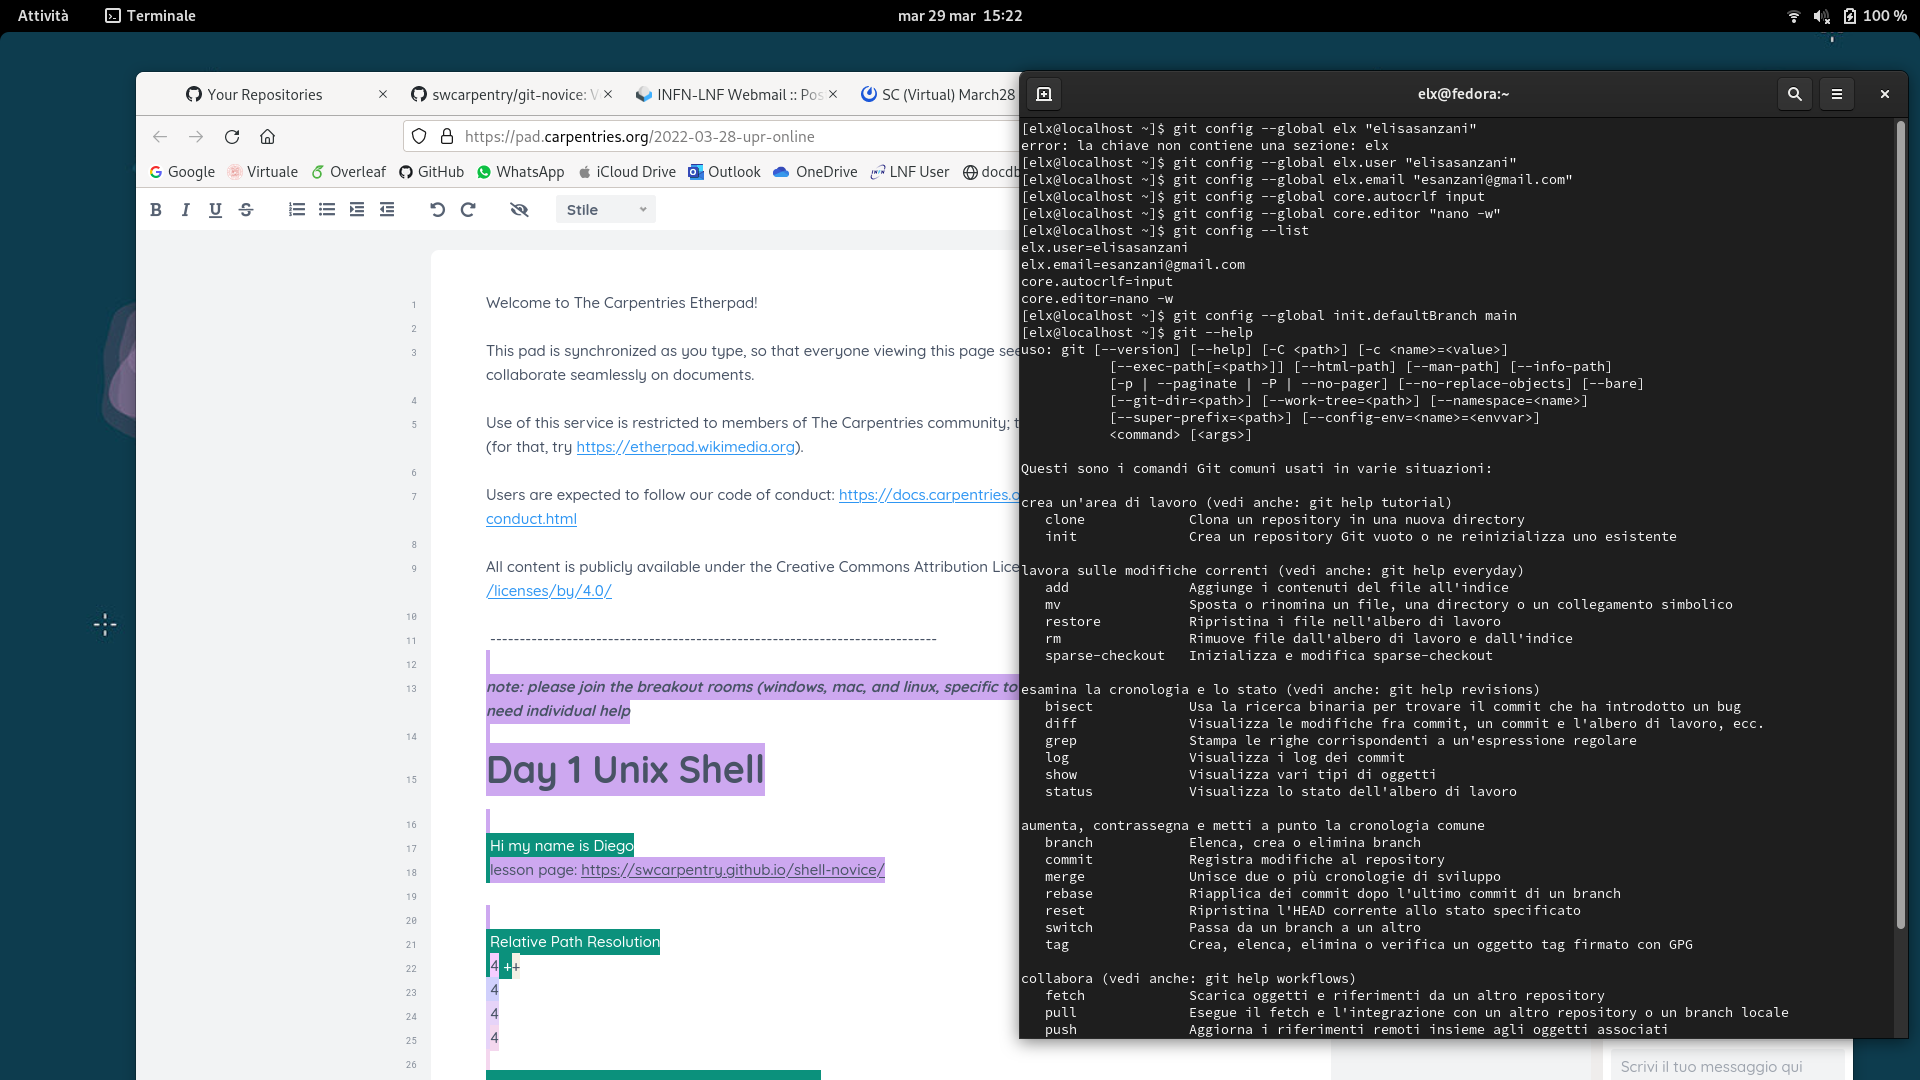 Attività
Terminale
mar 29 mar 15:22
100 %
Your Repositories
swcarpentry/git-novice: V
INFN-LNF Webmail :: Pos
SC (Virtual) March28
https://pad.carpentries.org/2022-03-28-upr-online
Google
Virtuale
Overleaf
GitHub
WhatsApp
iCloud Drive
Outlook
OneDrive
LNF User
docdb
B I U S
Stile
1 Welcome to The Carpentries Etherpad!
2
3 This pad is synchronized as you type, so that everyone viewing this page see
collaborate seamlessly on documents.
4
5 Use of this service is restricted to members of The Carpentries community; t
(for that, try https://etherpad.wikimedia.org).
6
7 Users are expected to follow our code of conduct: https://docs.carpentries.o
conduct.html
8
9 All content is publicly available under the Creative Commons Attribution Lice
/licenses/by/4.0/
10
11 ----------------------------------------------------------------------------
12
13 note: please join the breakout rooms (windows, mac, and linux, specific to
need individual help
14
15 Day 1 Unix Shell
16
17 Hi my name is Diego
18 lesson page: https://swcarpentry.github.io/shell-novice/
19
20
21 Relative Path Resolution
22 4 ++
23 4
24 4
25 4
26
elx@fedora:~
[elx@localhost ~]$ git config --global elx "elisasanzani"
error: la chiave non contiene una sezione: elx
[elx@localhost ~]$ git config --global elx.user "elisasanzani"
[elx@localhost ~]$ git config --global elx.email "esanzani@gmail.com"
[elx@localhost ~]$ git config --global core.autocrlf input
[elx@localhost ~]$ git config --global core.editor "nano -w"
[elx@localhost ~]$ git config --list
elx.user=elisasanzani
elx.email=esanzani@gmail.com
core.autocrlf=input
core.editor=nano -w
[elx@localhost ~]$ git config --global init.defaultBranch main
[elx@localhost ~]$ git --help
uso: git [--version] [--help] [-C <path>] [-c <name>=<value>]
[--exec-path[=<path>]] [--html-path] [--man-path] [--info-path]
[-p | --paginate | -P | --no-pager] [--no-replace-objects] [--bare]
[--git-dir=<path>] [--work-tree=<path>] [--namespace=<name>]
[--super-prefix=<path>] [--config-env=<name>=<envvar>]
<command> [<args>]
Questi sono i comandi Git comuni usati in varie situazioni:
crea un'area di lavoro (vedi anche: git help tutorial)
clone Clona un repository in una nuova directory
init Crea un repository Git vuoto o ne reinizializza uno esistente
lavora sulle modifiche correnti (vedi anche: git help everyday)
add Aggiunge i contenuti del file all'indice
mv Sposta o rinomina un file, una directory o un collegamento simbolico
restore Ripristina i file nell'albero di lavoro
rm Rimuove file dall'albero di lavoro e dall'indice
sparse-checkout Inizializza e modifica sparse-checkout
esamina la cronologia e lo stato (vedi anche: git help revisions)
bisect Usa la ricerca binaria per trovare il commit che ha introdotto un bug
diff Visualizza le modifiche fra commit, un commit e l'albero di lavoro, ecc.
grep Stampa le righe corrispondenti a un'espressione regolare
log Visualizza i log dei commit
show Visualizza vari tipi di oggetti
status Visualizza lo stato dell'albero di lavoro
aumenta, contrassegna e metti a punto la cronologia comune
branch Elenca, crea o elimina branch
commit Registra modifiche al repository
merge Unisce due o più cronologie di sviluppo
rebase Riapplica dei commit dopo l'ultimo commit di un branch
reset Ripristina l'HEAD corrente allo stato specificato
switch Passa da un branch a un altro
tag Crea, elenca, elimina o verifica un oggetto tag firmato con GPG
collabora (vedi anche: git help workflows)
fetch Scarica oggetti e riferimenti da un altro repository
pull Esegue il fetch e l'integrazione con un altro repository o un branch locale
push Aggiorna i riferimenti remoti insieme agli oggetti associati
Scrivi il tuo messaggio qui